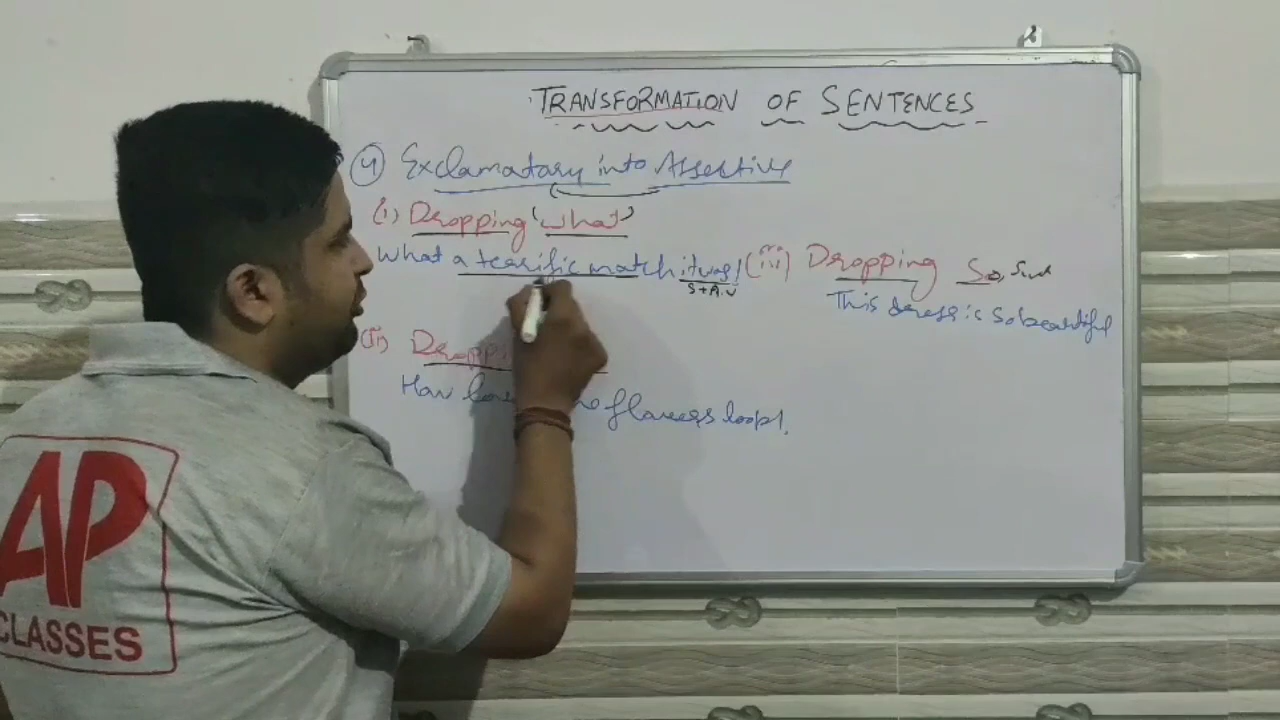 TRANSFORMATION OF SENTENCES
4 Exclamatory into Assertive
(i) Dropping 'what'
What a terrific match it was!
S+A.V
(iii) Dropping So, Such
This dress is so beautiful
(ii) Dropping
How flowers look!
AP
CLASSES